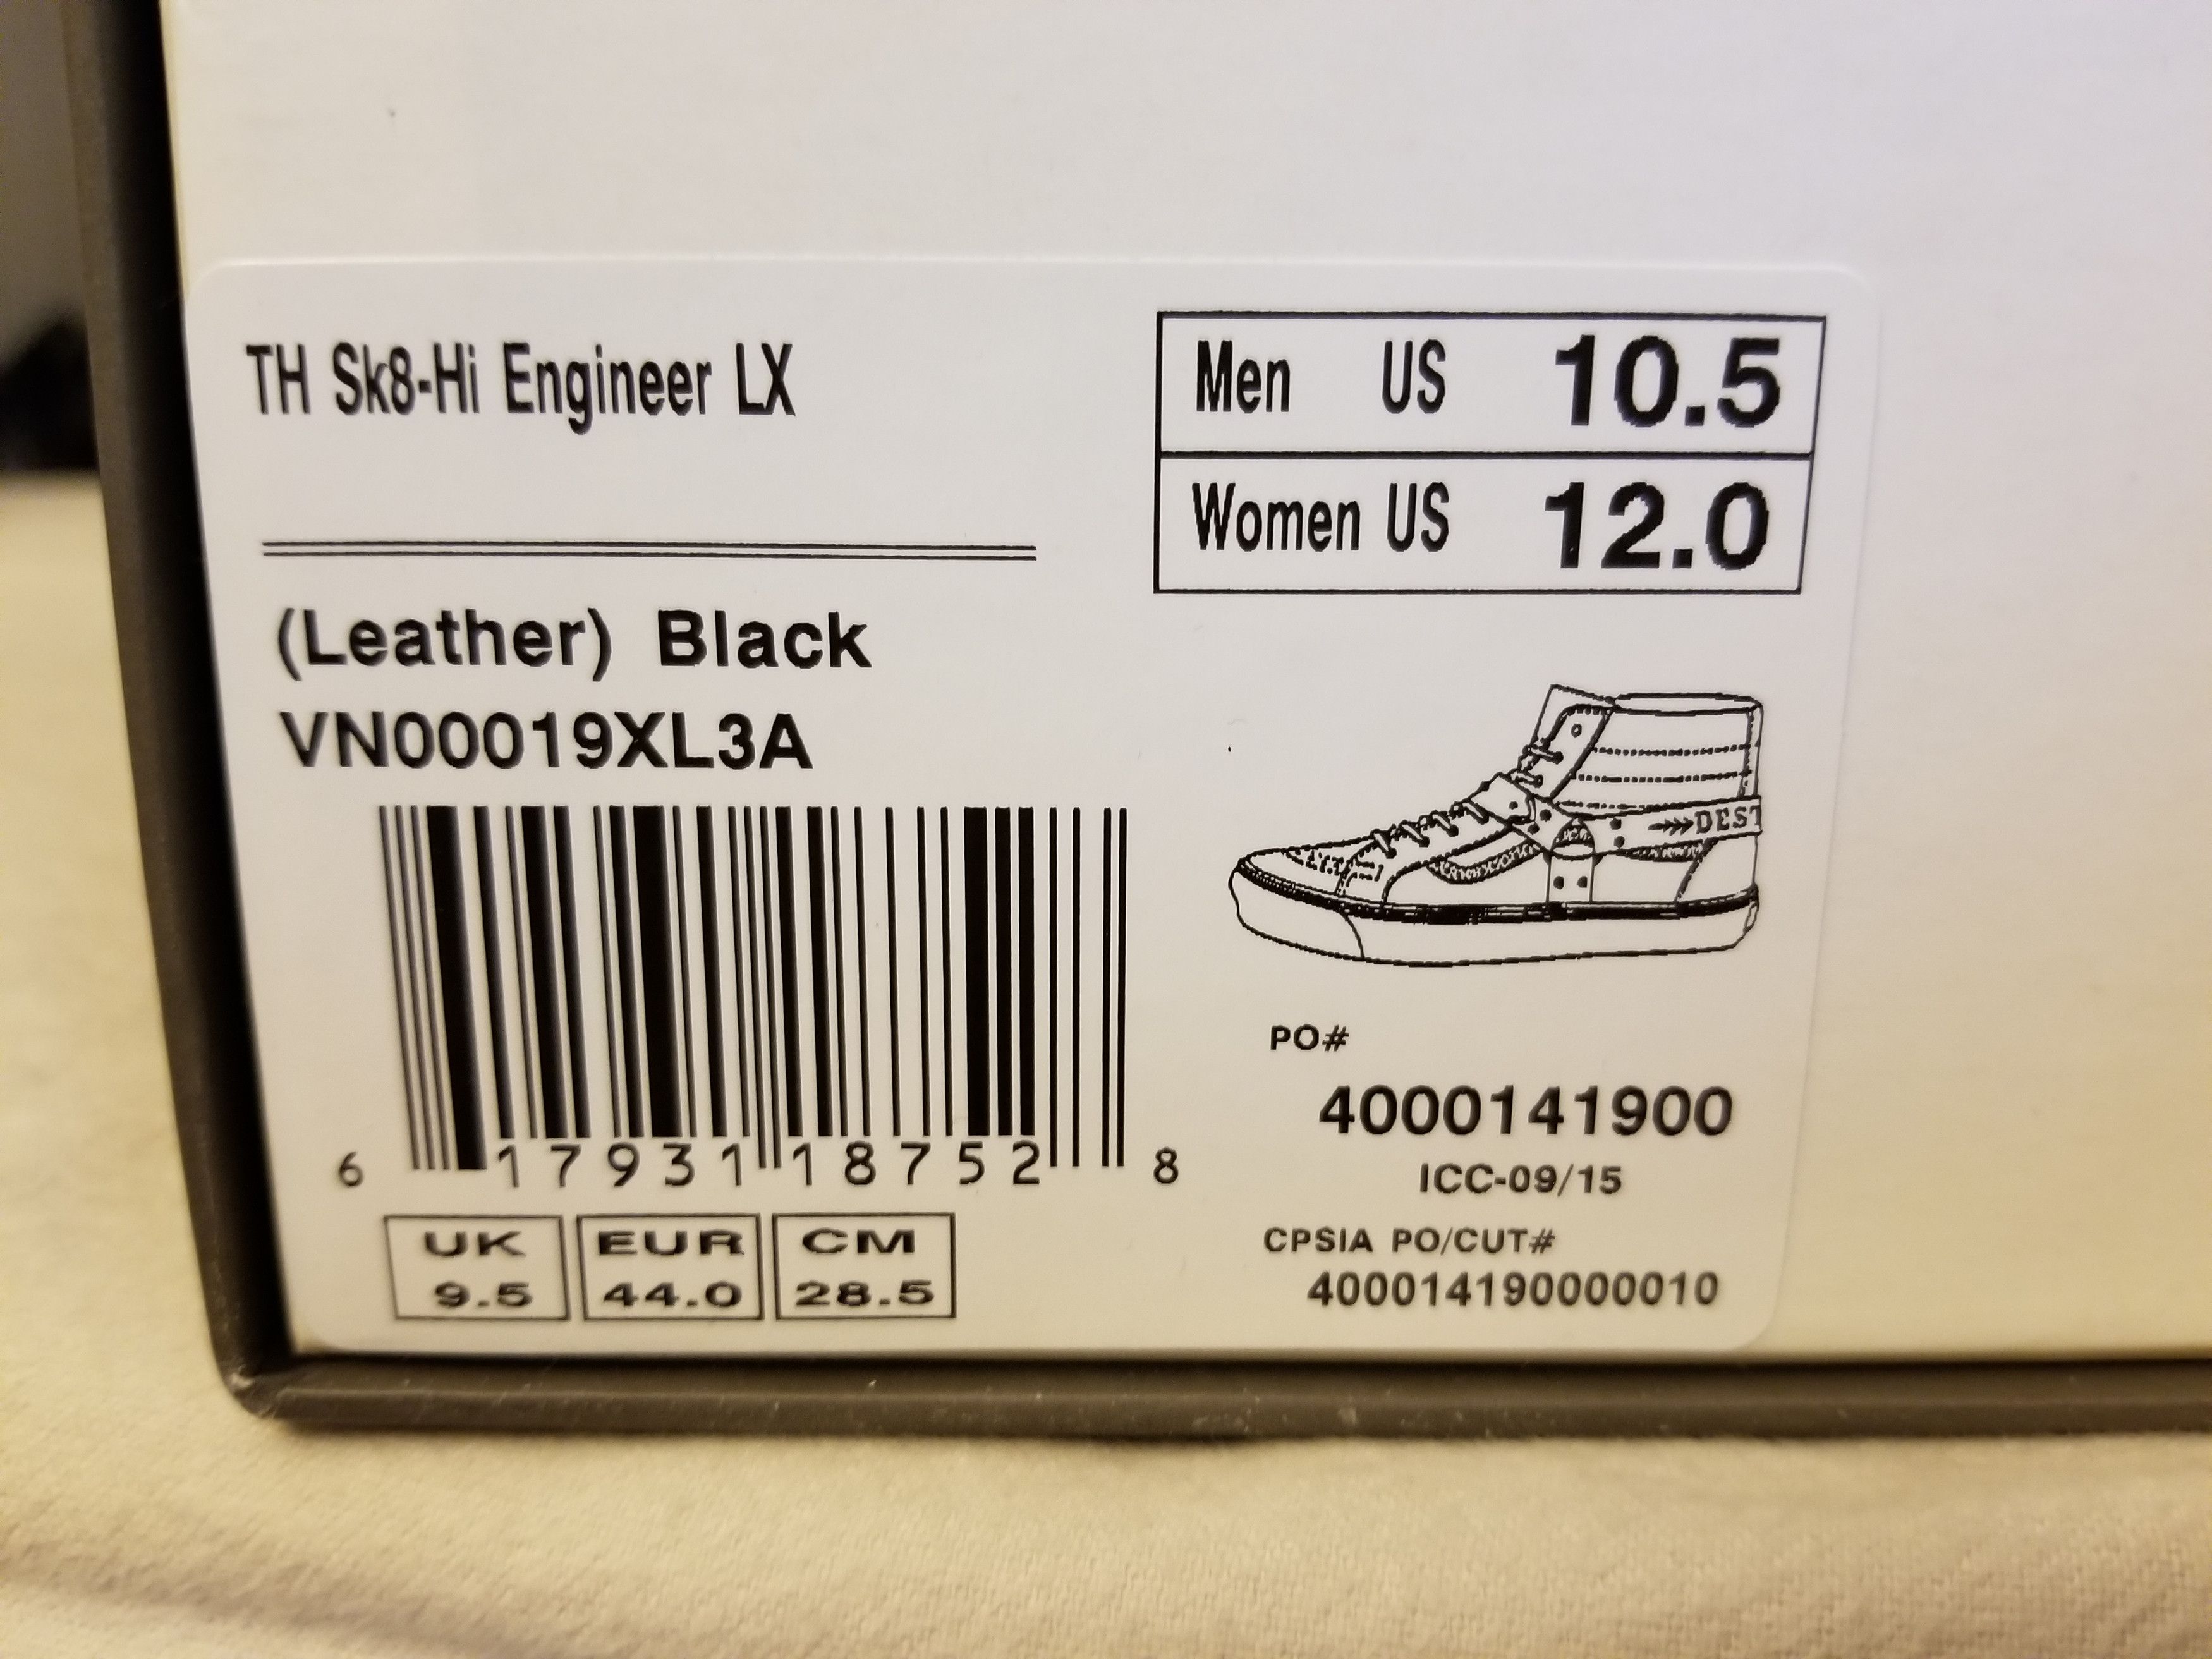 TH Sk8-Hi Engineer LX
Men US 10.5
Women US 12.0
(Leather) Black
VN00019XL3A
DEST
PO#
4000141900
ICC-09/15
6 17931 18752 8
CPSIA PO/CUT#
400014190000010
UK EUR CM
9.5 44.0 28.5